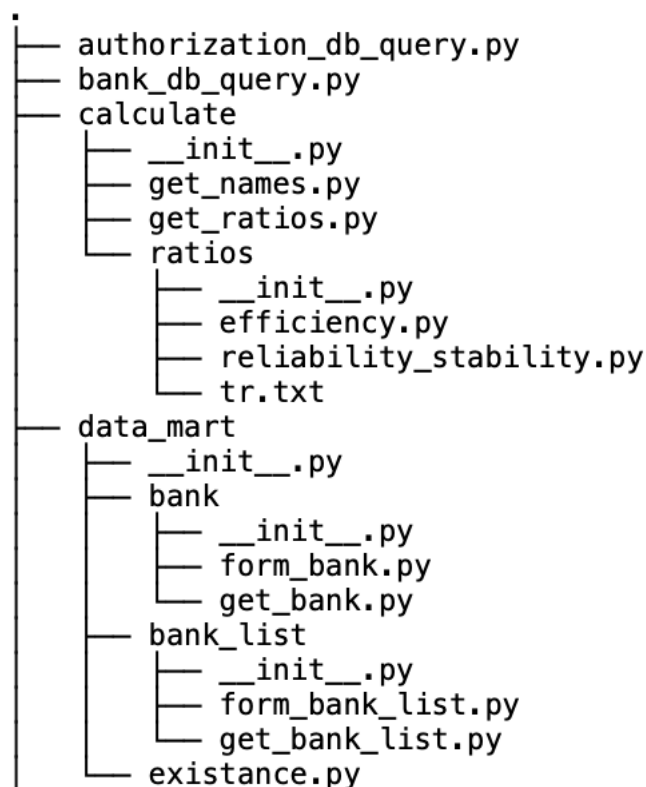 .
├── authorization_db_query.py
├── bank_db_query.py
├── calculate
│   ├── __init__.py
│   ├── get_names.py
│   ├── get_ratios.py
│   └── ratios
│       ├── __init__.py
│       ├── efficiency.py
│       ├── reliability_stability.py
│       └── tr.txt
├── data_mart
│   ├── __init__.py
│   ├── bank
│   │   ├── __init__.py
│   │   ├── form_bank.py
│   │   └── get_bank.py
│   ├── bank_list
│   │   ├── __init__.py
│   │   ├── form_bank_list.py
│   │   └── get_bank_list.py
│   └── existance.py